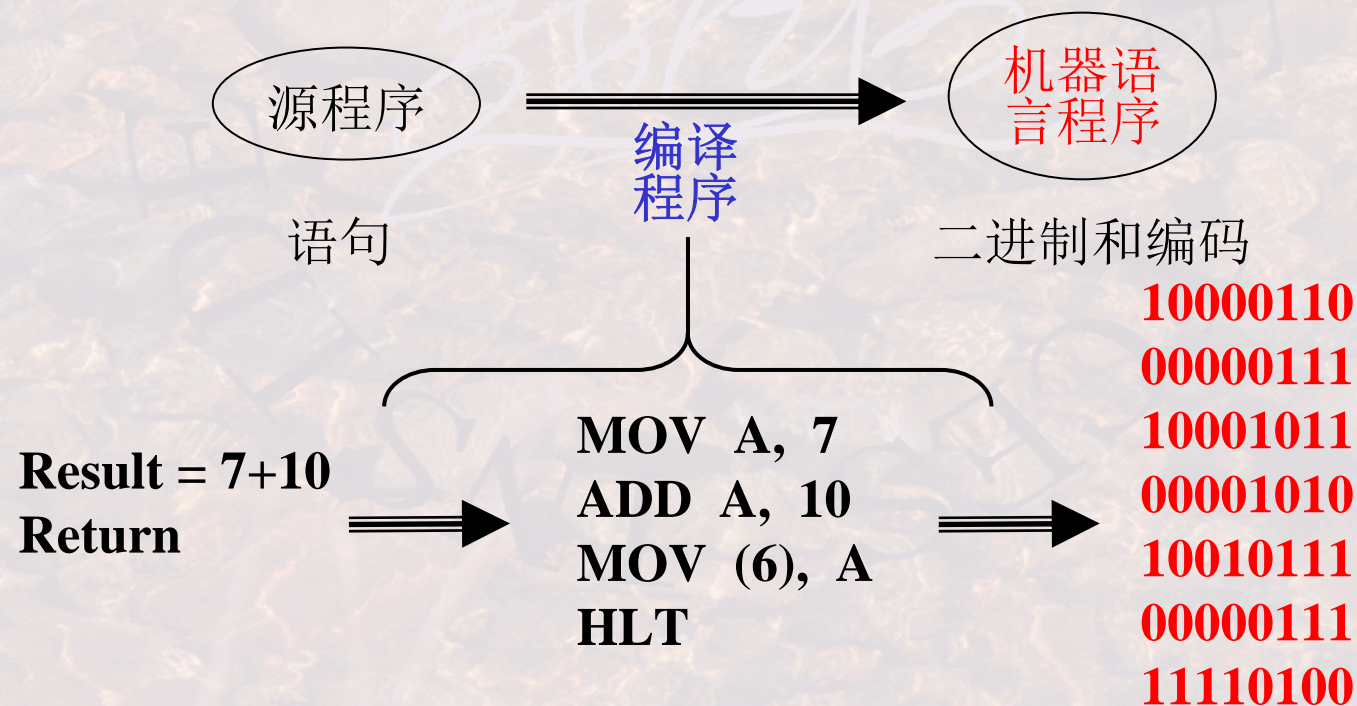 源程序
编译
程序
机器语
言程序
语句
二进制和编码
Result = 7+10
Return
MOV A, 7
ADD A, 10
MOV (6), A
HLT
10000110
00000111
10001011
00001010
10010111
00000111
11110100